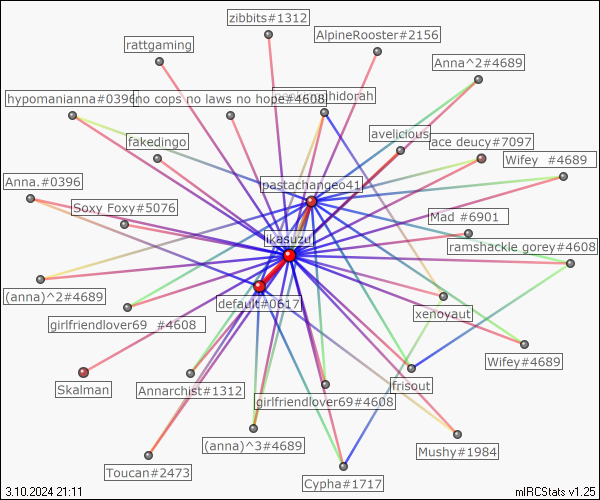 zibbits#1312
AlpineRooster#2156
rattgaming
Anna^2#4689
hypomanianna#0396
no cops no laws no hope#4608
hidorah
avelicious
ace deucy#7097
fakedingo
Wifey #4689
Anna.#0396
pastachangeo41
Soxy Foxy#5076
Mad #6901
ikasuzu
ramshackle gorey#4608
(anna)^2#4689
default#0617
xenoyaut
girlfriendlover69 #4608
Wifey#4689
Skalman
Annarchist#1312
frisout
girlfriendlover69#4608
(anna)^3#4689
Mushy#1984
Toucan#2473
Cypha#1717
3.10.2024 21:11
mIRCStats v1.25